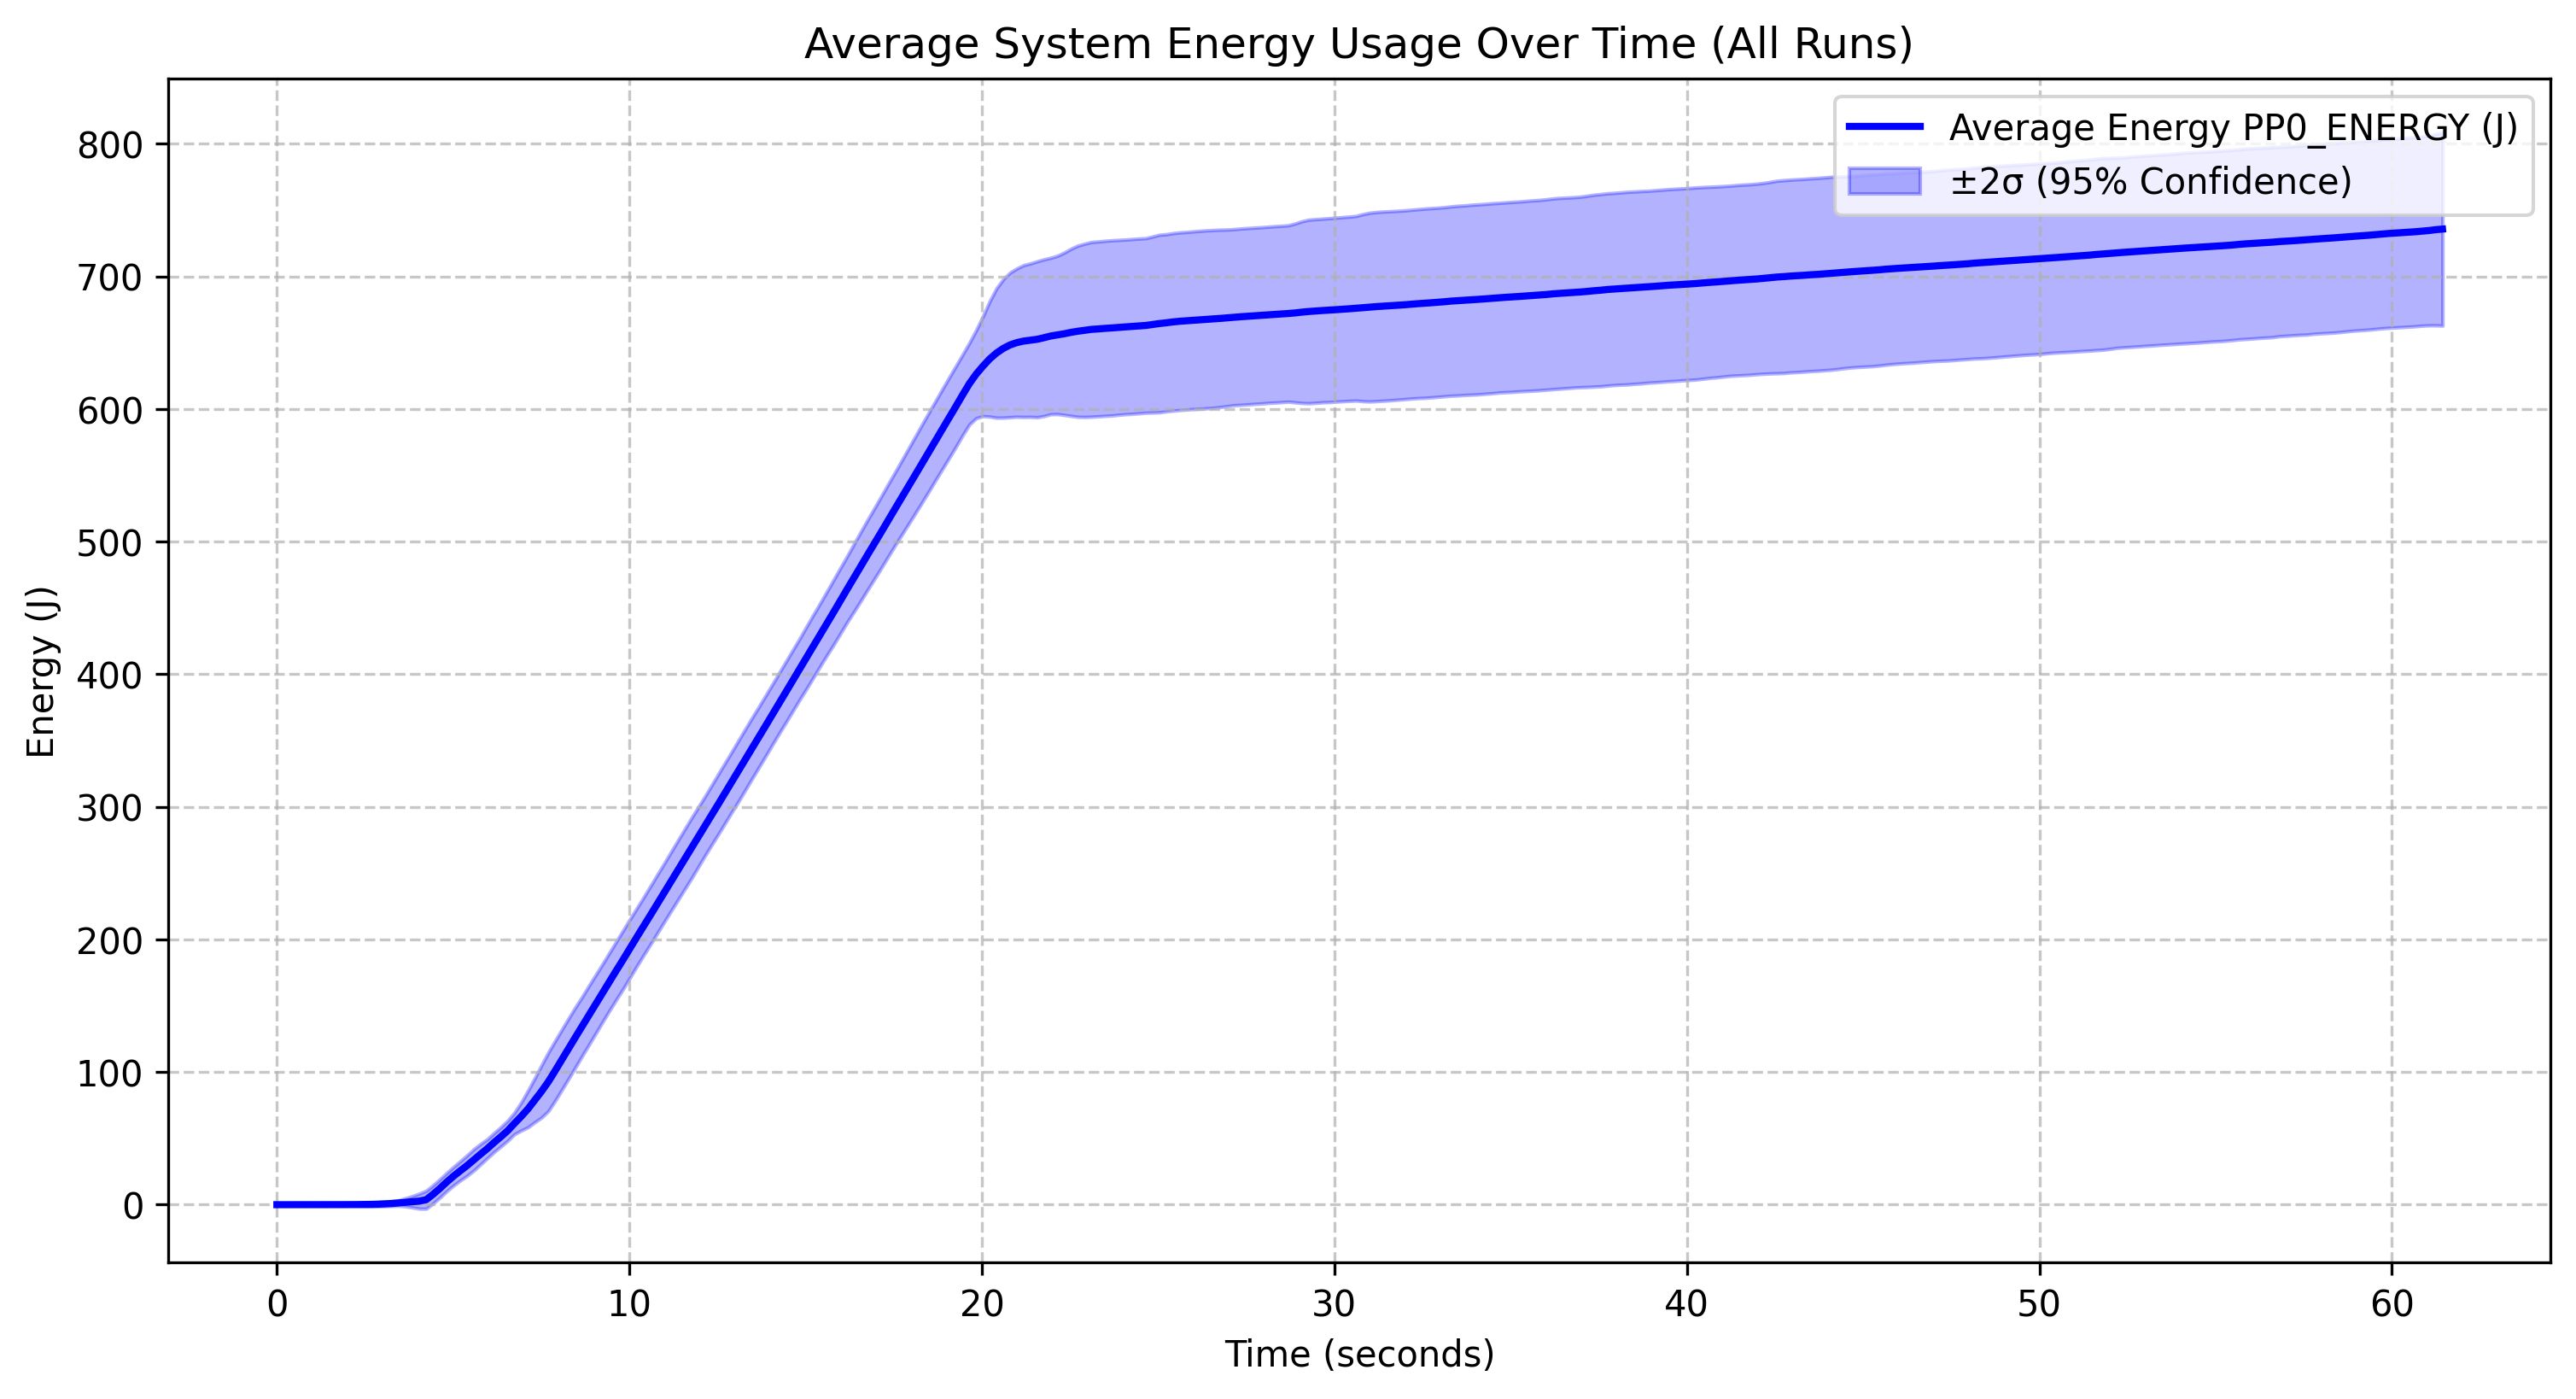 Average System Energy Usage Over Time (All Runs)
Average Energy PP0_ENERGY (J)
±2σ (95% Confidence)
Energy (J)
800
700
600
500
400
300
200
100
0
0 10 20 30 40 50 60
Time (seconds)